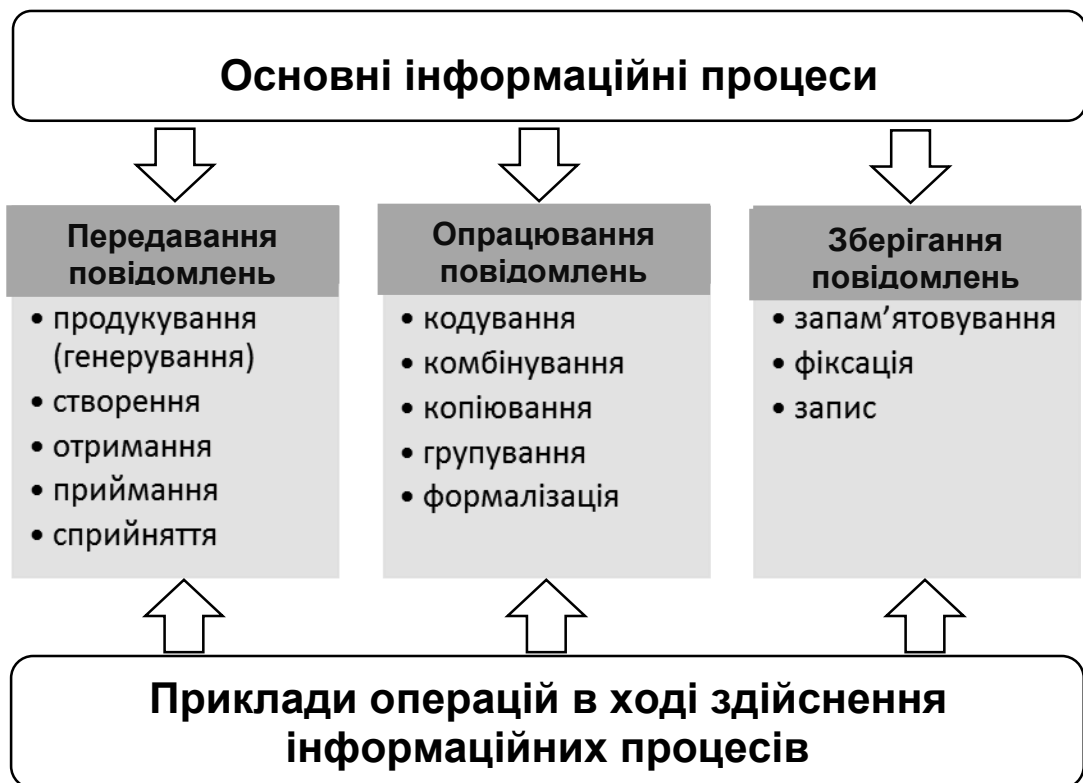 Основні інформаційні процеси
Передавання
повідомлень
• продукування
(генерування)
• створення
• отримання
• приймання
• сприйняття
Опрацювання
повідомлень
• кодування
• комбінування
• копіювання
• групування
• формалізація
Зберігання
повідомлень
• запам’ятовування
• фіксація
• запис
Приклади операцій в ході здійснення
інформаційних процесів